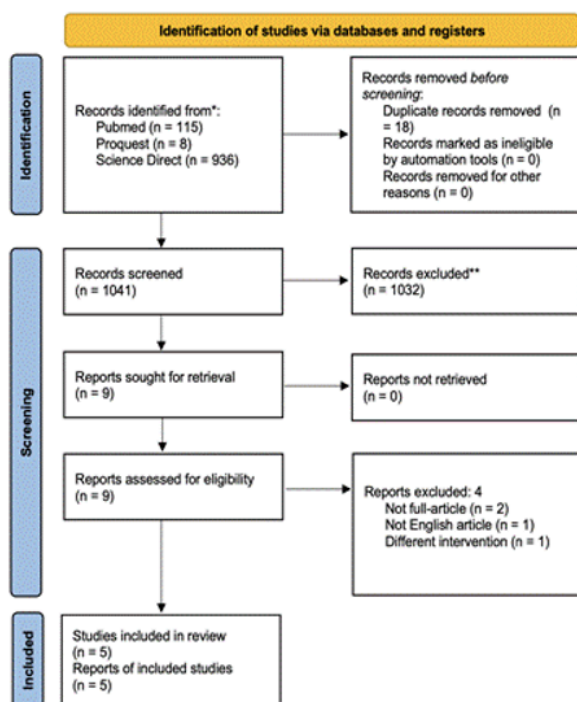 Identification of studies via databases and registers
Identification
Records identified from*:
Pubmed (n = 115)
Proquest (n = 8)
Science Direct (n = 936)
Records removed before
screening:
Duplicate records removed (n
= 18)
Records marked as ineligible
by automation tools (n = 0)
Records removed for other
reasons (n = 0)
Screening
Records screened
(n = 1041)
Records excluded**
(n = 1032)
Reports sought for retrieval
(n = 9)
Reports not retrieved
(n = 0)
Reports assessed for eligibility
(n = 9)
Reports excluded: 4
Not full-article (n = 2)
Not English article (n = 1)
Different intervention (n = 1)
Included
Studies included in review
(n = 5)
Reports of included studies
(n = 5)